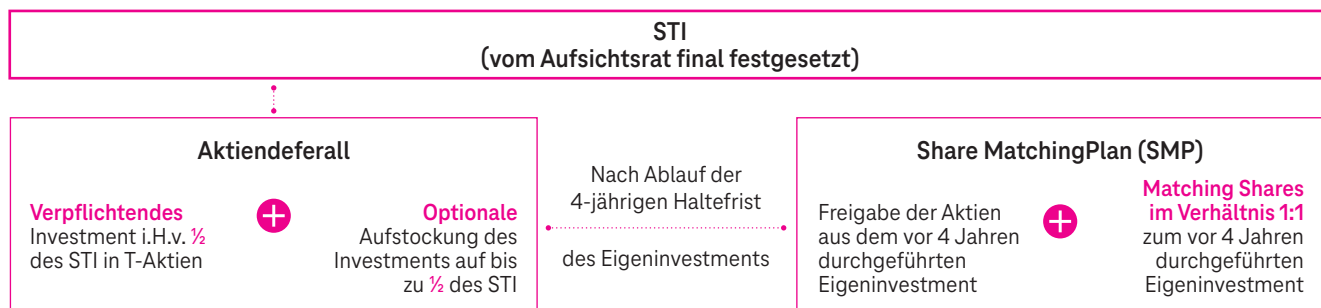 STI
(vom Aufsichtsrat final festgesetzt)
Aktiendeferall
Verpflichtendes
Investment i.H.v. ½
des STI in T-Aktien
Optionale
Aufstockung des
Investments auf bis
zu ½ des STI
Nach Ablauf der
4-jährigen Haltefrist
des Eigeninvestments
Share MatchingPlan (SMP)
Freigabe der Aktien
aus dem vor 4 Jahren
durchgeführten
Eigeninvestment
Matching Shares
im Verhältnis 1:1
zum vor 4 Jahren
durchgeführten
Eigeninvestment